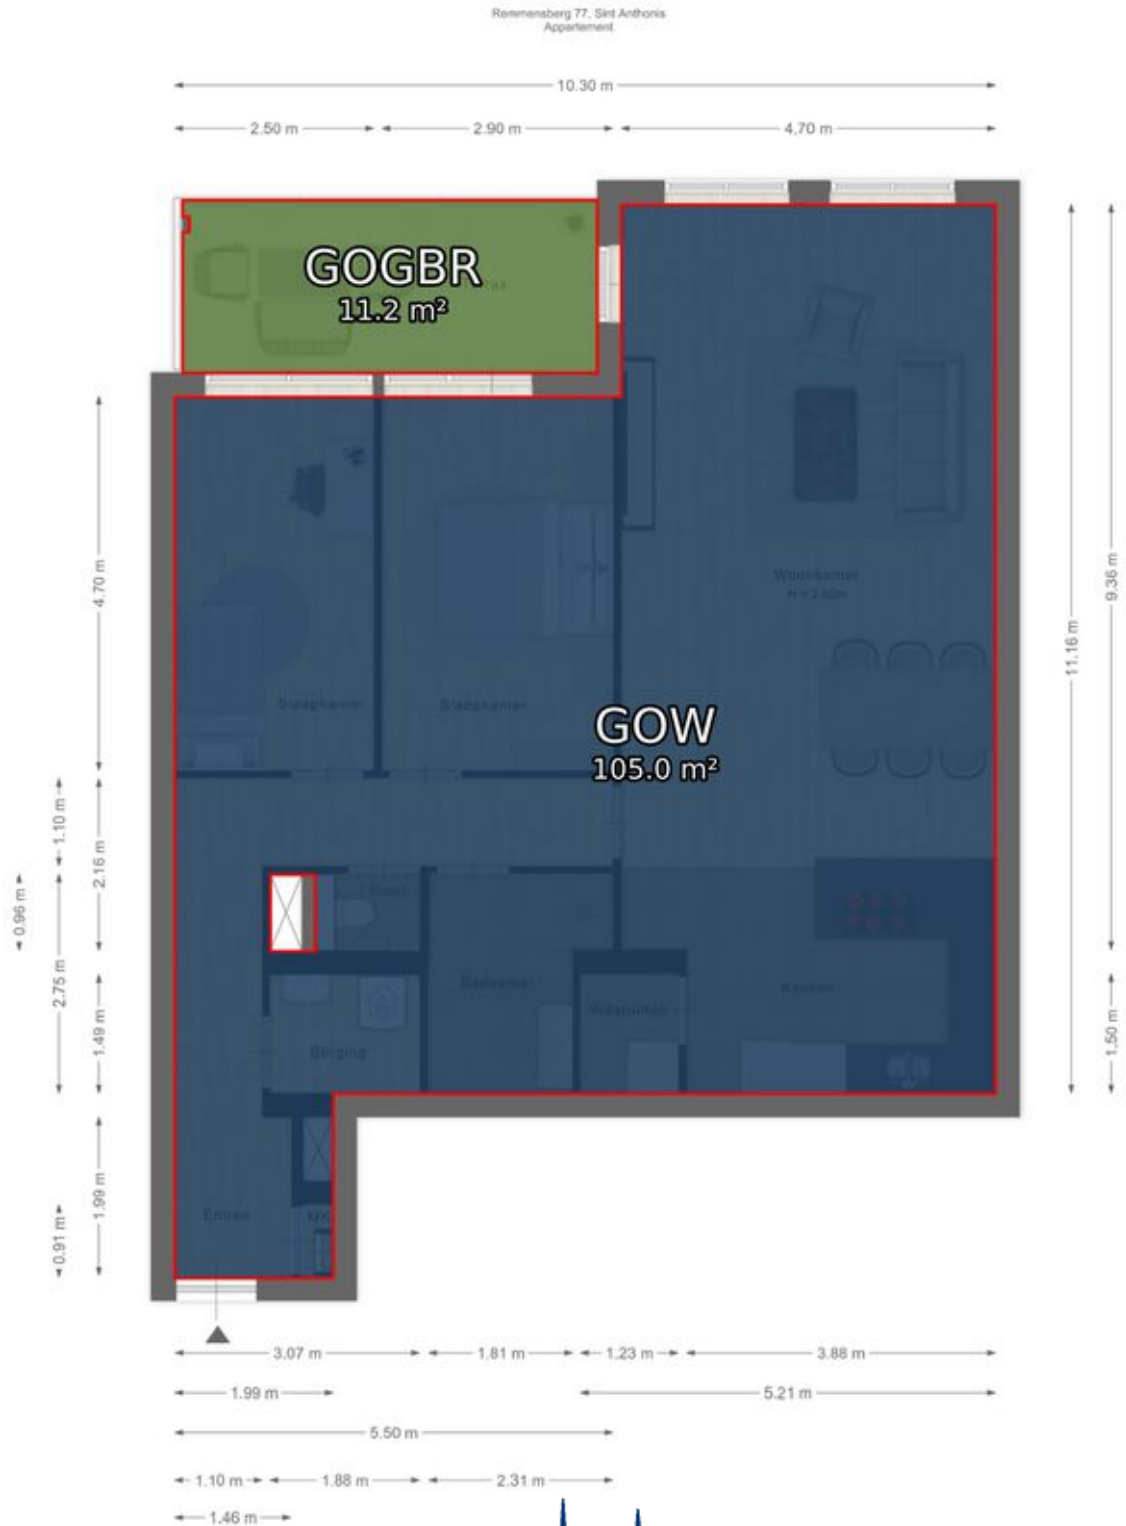 Remmensberg 77, Sint Anthonis
Appartement
10.30 m
2.50 m
2.90 m
4.70 m
GOGBR
11.2 m²
4.70 m
9.36 m
11.16 m
Woonkamer
H = 2.62m
Slaapkamer
Slaapkamer
GOW
105.0 m²
1.10 m
2.16 m
0.96 m
2.75 m
1.49 m
1.50 m
Toilet
Badkamer
Wasruimte
Keuken
Berging
1.99 m
0.91 m
Entree
MK
3.07 m
1.81 m
1.23 m
3.88 m
1.99 m
5.21 m
5.50 m
1.10 m
1.88 m
2.31 m
1.46 m